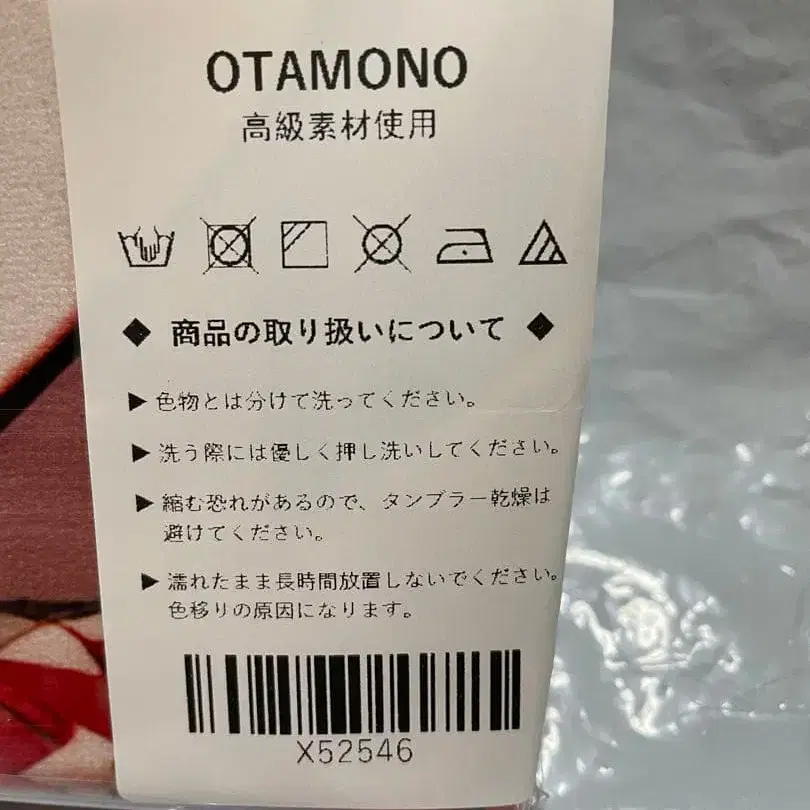 OTAMONO
高級素材使用
◆ 商品の取り扱いについて ◆
▶ 色物とは分けて洗ってください。
▶ 洗う際には優しく押し洗いしてください。
▶ 縮む恐れがあるので、タンブラー乾燥は
避けてください。
▶ 濡れたまま長時間放置しないでください。
色移りの原因になります。
X52546